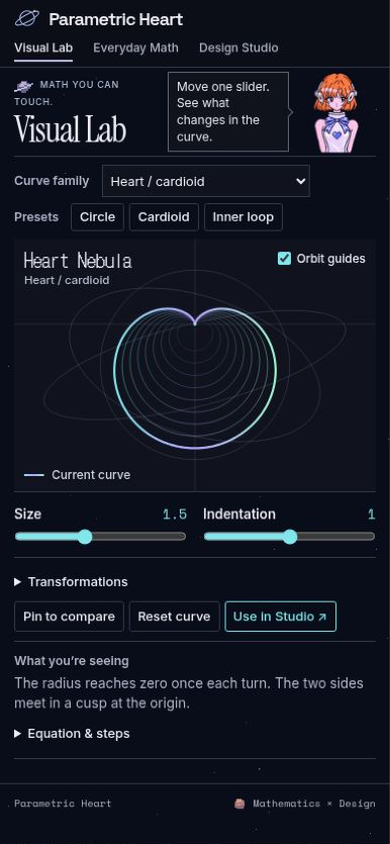 Parametric Heart
Visual Lab Everyday Math Design Studio
MATH YOU CAN
TOUCH.
Visual Lab
Move one slider.
See what
changes in the
curve.
Curve family Heart / cardioid
Presets Circle Cardioid Inner loop
Heart Nebula
Heart / cardioid
Orbit guides
Current curve
Size 1.5 Indentation 1
Transformations
Pin to compare Reset curve Use in Studio ↗
What you're seeing
The radius reaches zero once each turn. The two sides
meet in a cusp at the origin.
Equation & steps
Parametric Heart Mathematics × Design